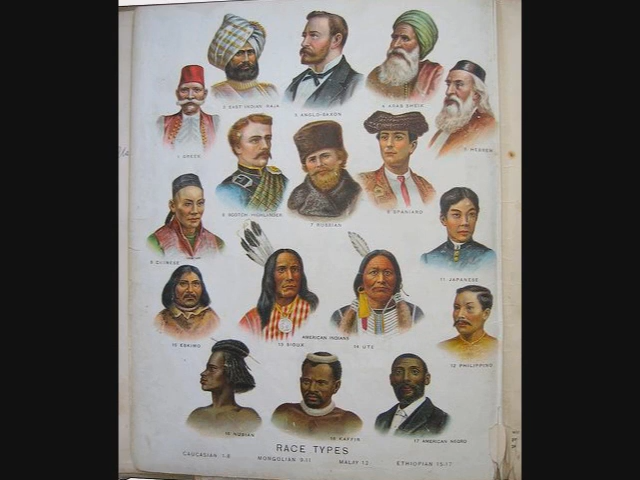 2 EAST INDIAN RAJA
4 ARAB SHEIK
3 ANGLO-SAXON
5 HEBREW
1 GREEK
6 SCOTCH HIGHLANDER
8 SPANIARD
7 RUSSIAN
9 CHINESE
11 JAPANESE
AMERICAN INDIANS
10 ESKIMO
13 SIOUX
14 UTE
12
15 NUBIAN
16 KAFFIR
17 AMERICAN NEGRO
RACE TYPES
CAUCASIAN 1-8
MONGOLIAN 9-11
MALAY 12
ETHIOPIAN 15-17